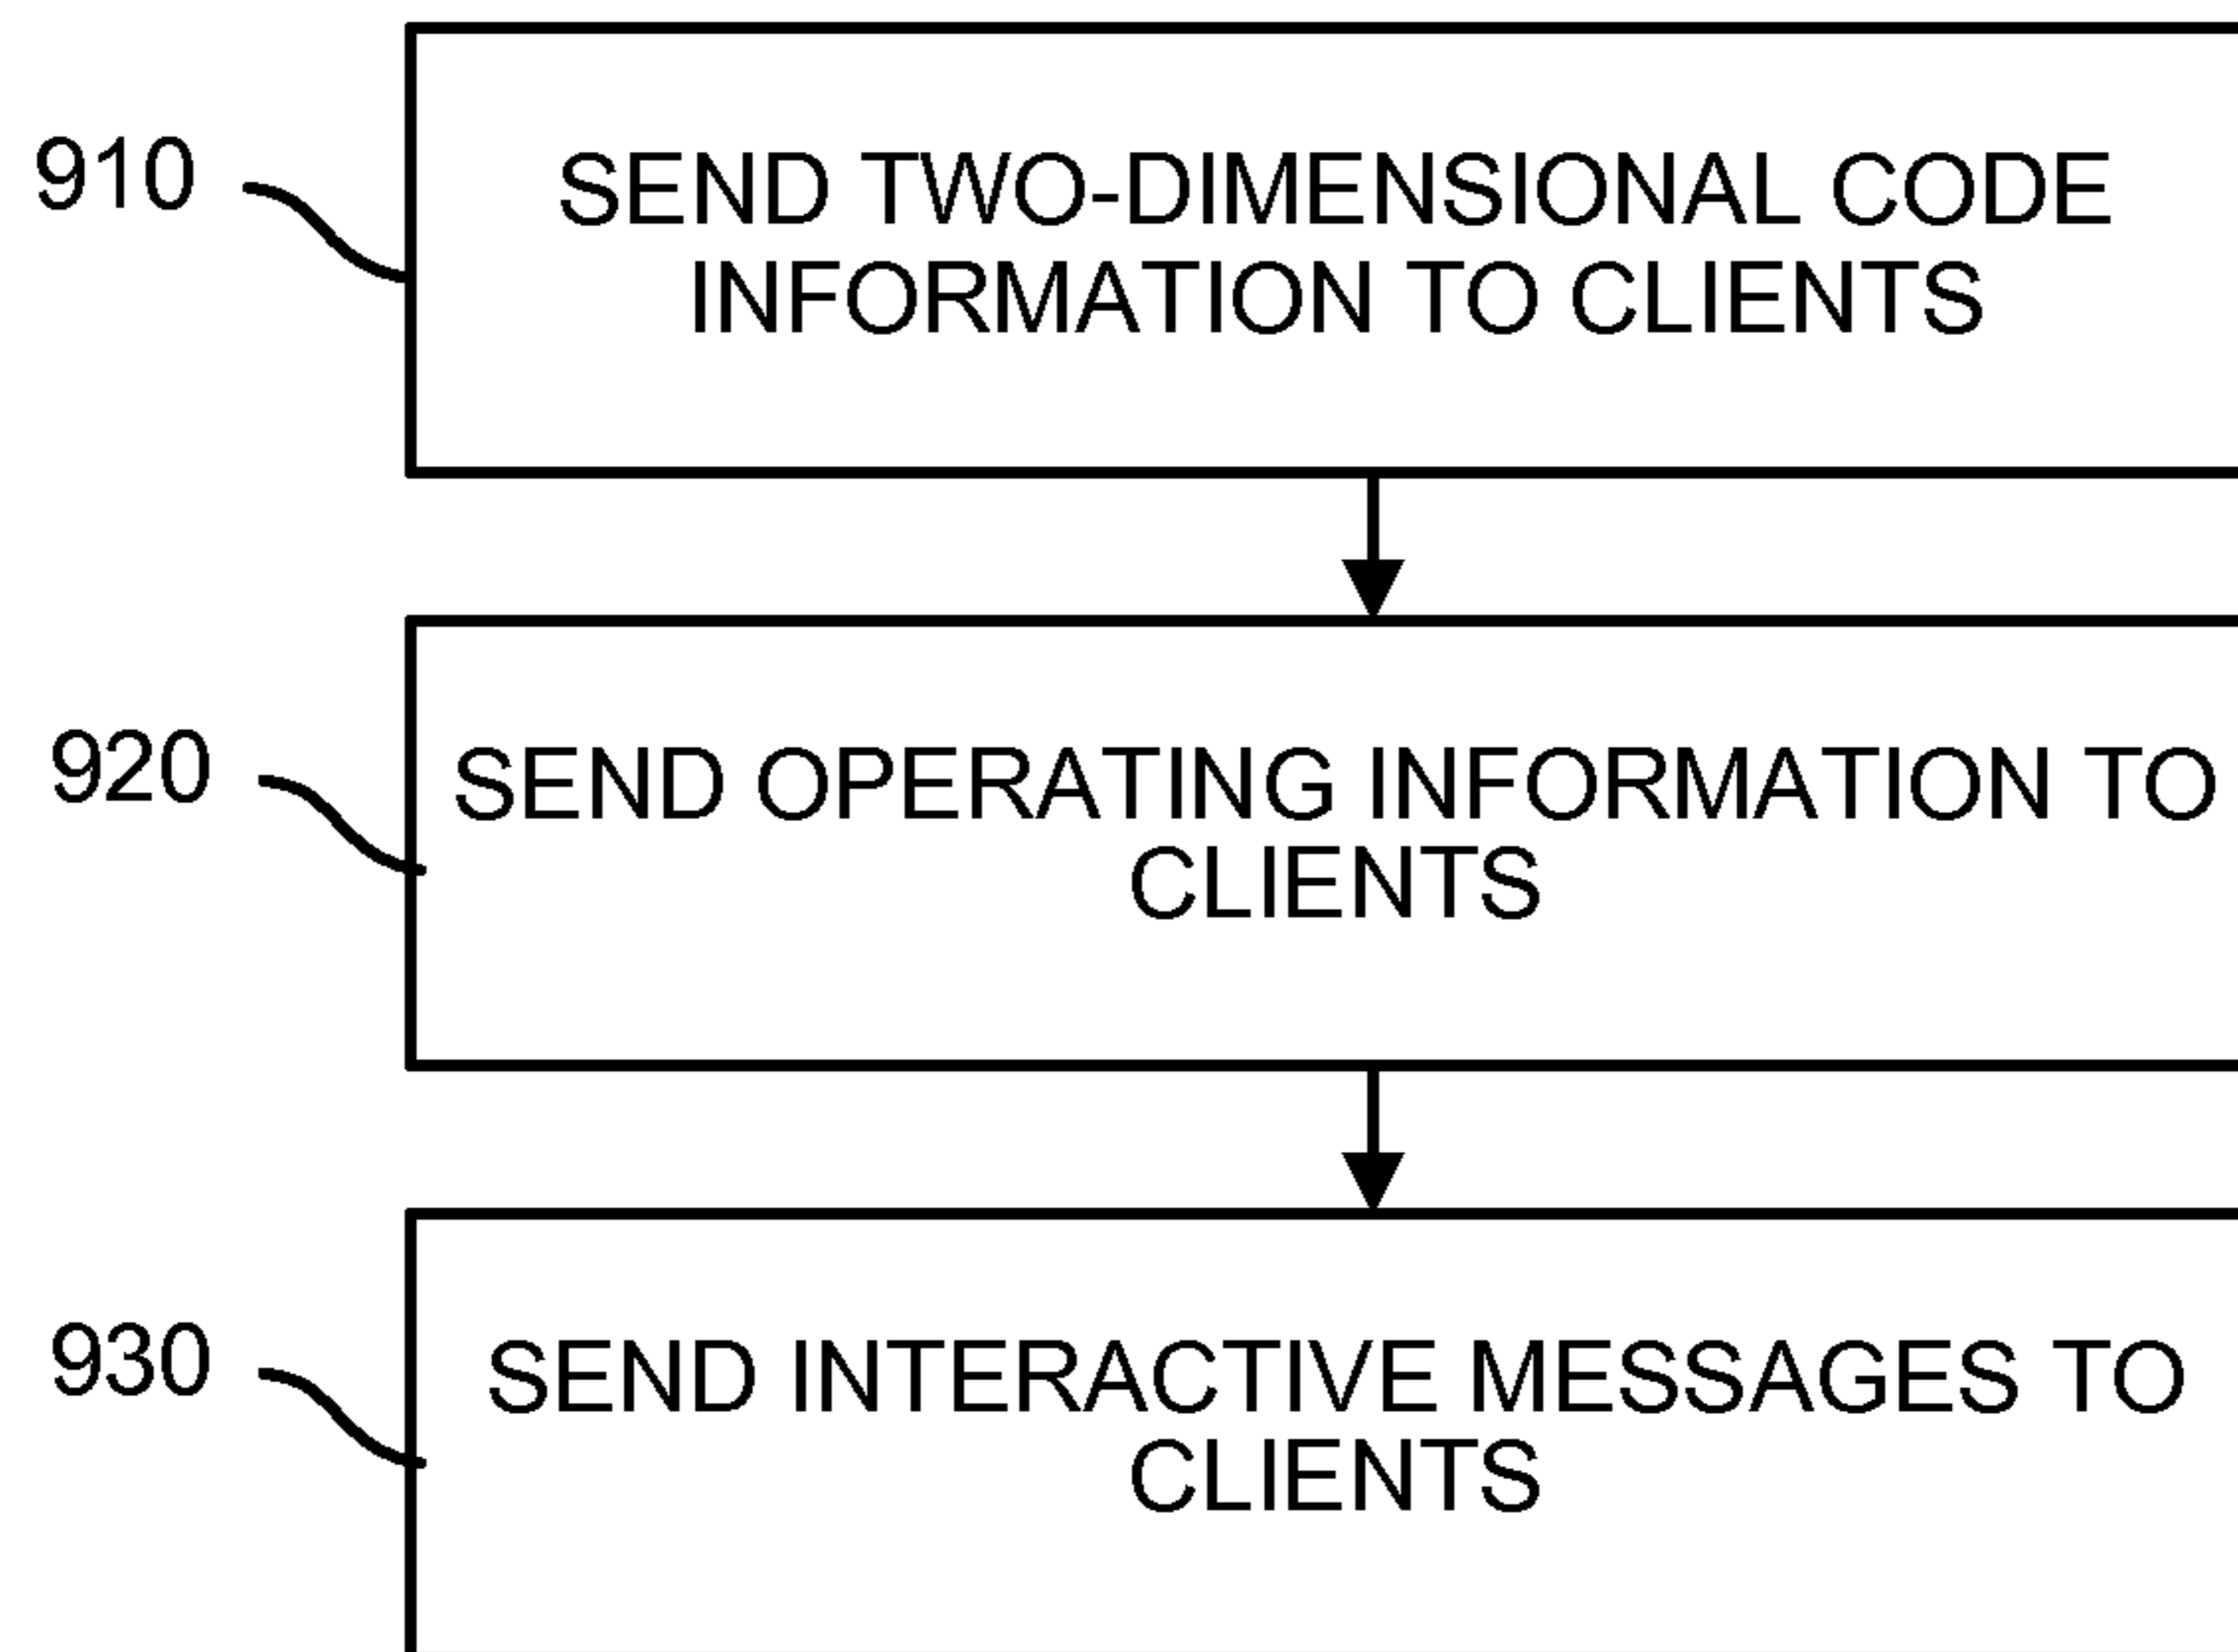 910
SEND TWO-DIMENSIONAL CODE
INFORMATION TO CLIENTS
920
SEND OPERATING INFORMATION TO
CLIENTS
930
SEND INTERACTIVE MESSAGES TO
CLIENTS